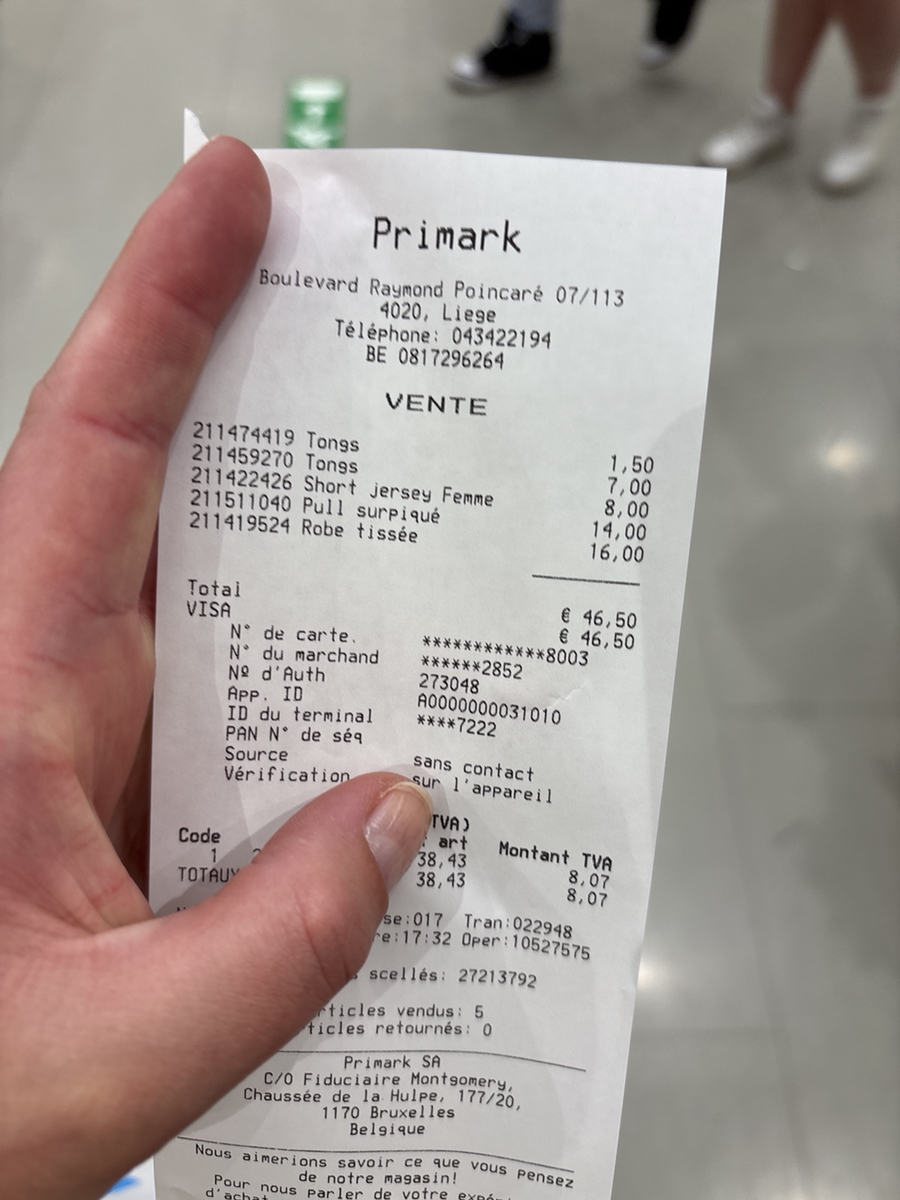 Primark
Boulevard Raymond Poincaré 07/113
4020, Liege
Téléphone: 043422194
BE 0817296264
VENTE
211474419 Tongs 1,50
211459270 Tongs 7,00
211422426 Short jersey Femme 8,00
211511040 Pull surpiqué 14,00
211419524 Robe tissée 16,00
Total € 46,50
VISA € 46,50
N° de carte. ************8003
N° du marchand ******2852
Nº d'Auth 273048
App. ID A0000000031010
ID du terminal ****7222
PAN N° de séq
Source sans contact
Vérification sur l'appareil
TVA)
Code art Montant TVA
1 38,43 8,07
TOTAUX 38,43 8,07
se:017 Tran:022948
re:17:32 Oper:10527575
scellés: 27213792
rticles vendus: 5
ticles retournés: 0
Primark SA
C/O Fiduciaire Montgomery,
Chaussée de la Hulpe, 177/20,
1170 Bruxelles
Belgique
Nous aimerions savoir ce que vous pensez
de notre magasin!
Pour nous parler de votre